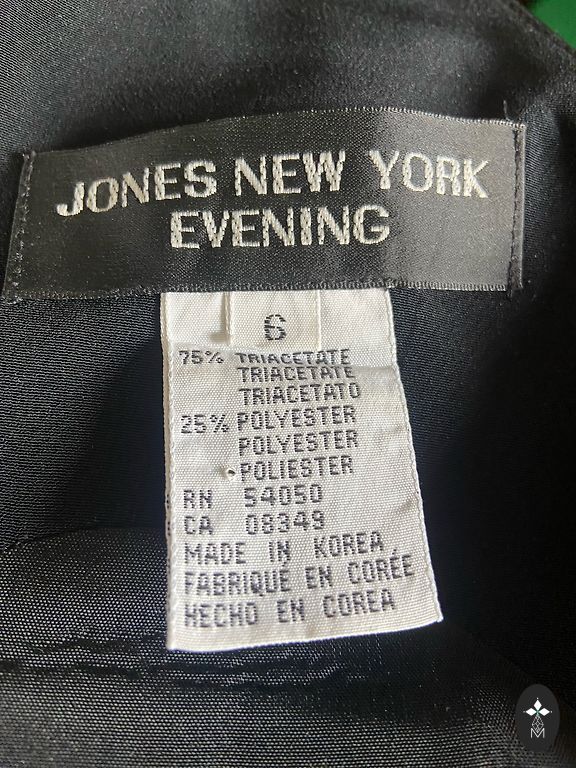 JONES NEW YORK
EVENING
6
75% TRIACETATE
TRIACETATE
TRIACETATO
25% POLYESTER
POLYESTER
POLIESTER
RN 54050
CA 08349
MADE IN KOREA
FABRIQUÉ EN CORÉE
HECHO EN COREA
M